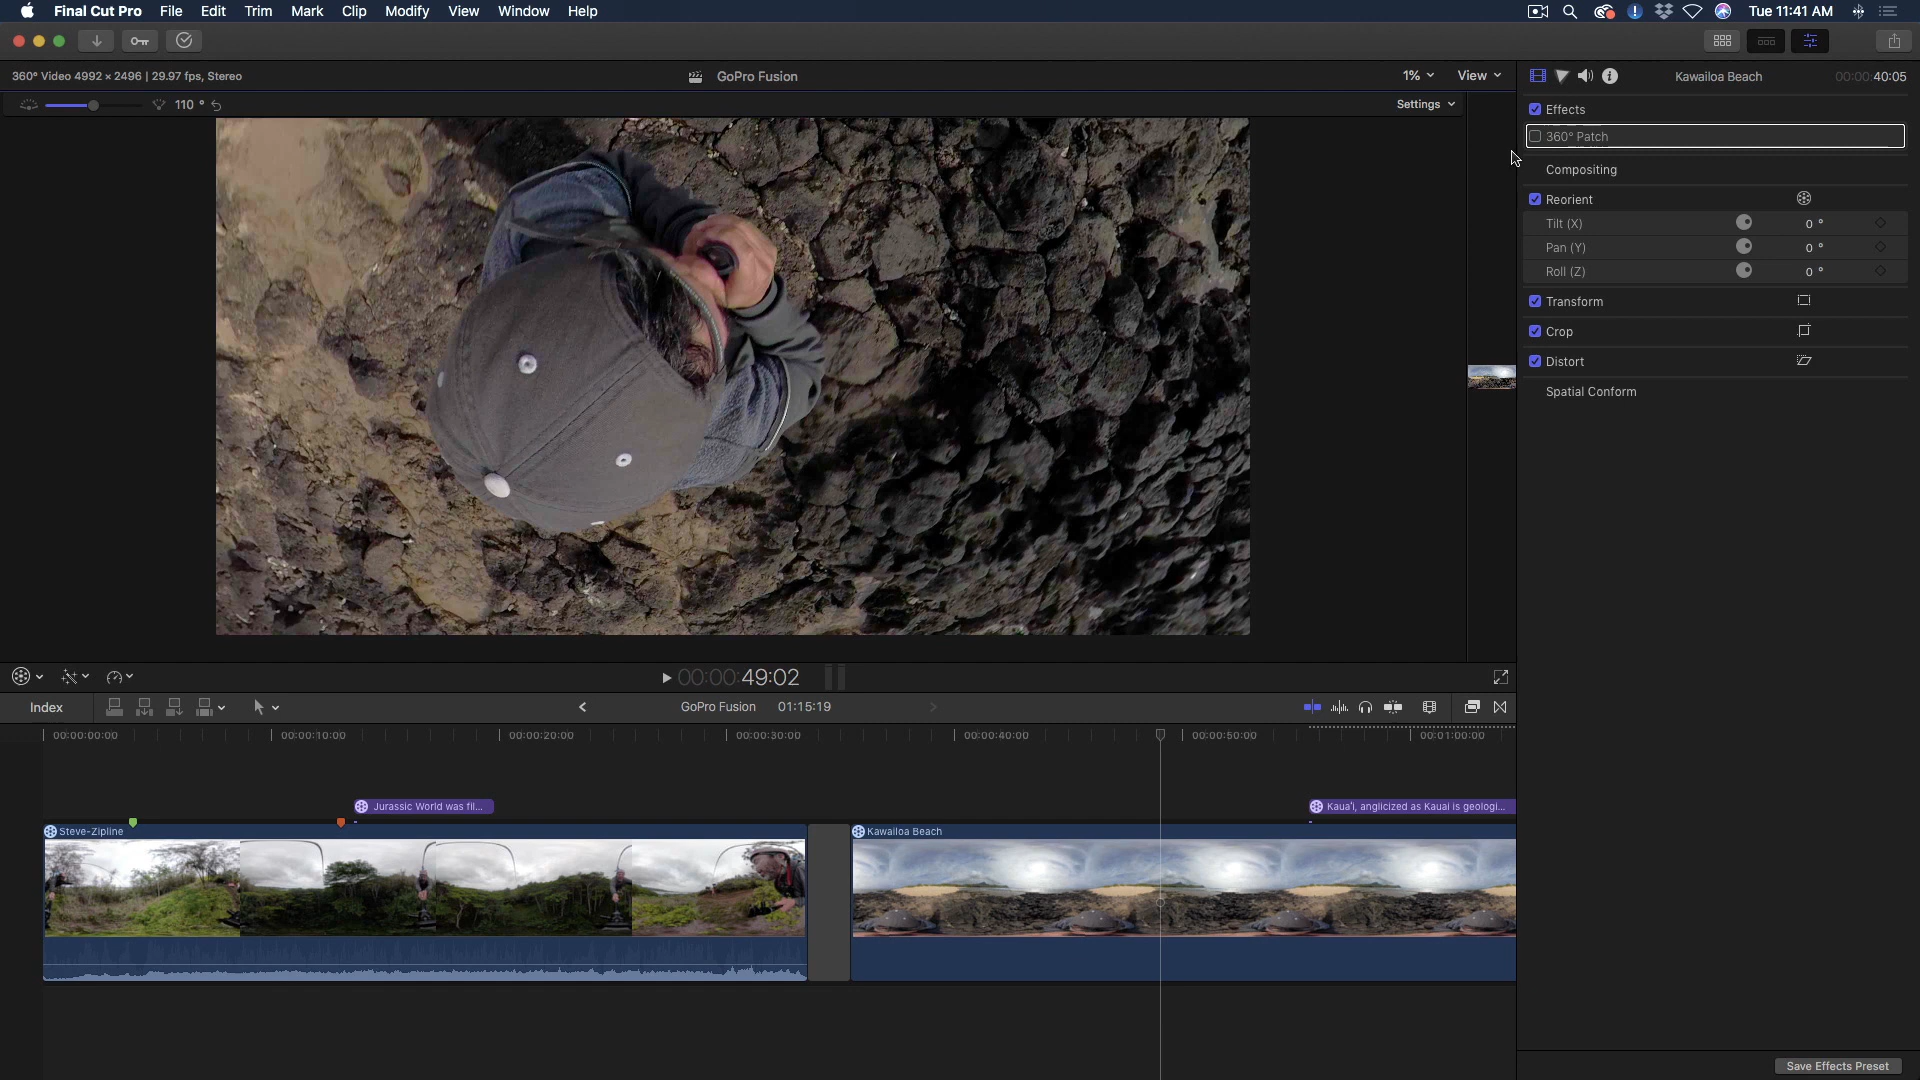 Final Cut Pro File Edit Trim Mark Clip Modify View Window Help Tue 11:41 AM
360° Video 4992 × 2496 | 29.97 fps, Stereo GoPro Fusion 1% View Kawailoa Beach 00:00:40:05
110 ° Settings
Effects
360° Patch
Compositing
Reorient
Tilt (X) 0 °
Pan (Y) 0 °
Roll (Z) 0 °
Transform
Crop
Distort
Spatial Conform
00:00:00:49:02
Index GoPro Fusion 01:15:19
00:00:00:00 00:00:10:00 00:00:20:00 00:00:30:00 00:00:40:00 00:00:50:00 00:01:00:00
Jurassic World was fil... Kaua'i, anglicized as Kauai is geologi...
Steve-Zipline Kawailoa Beach
Save Effects Preset